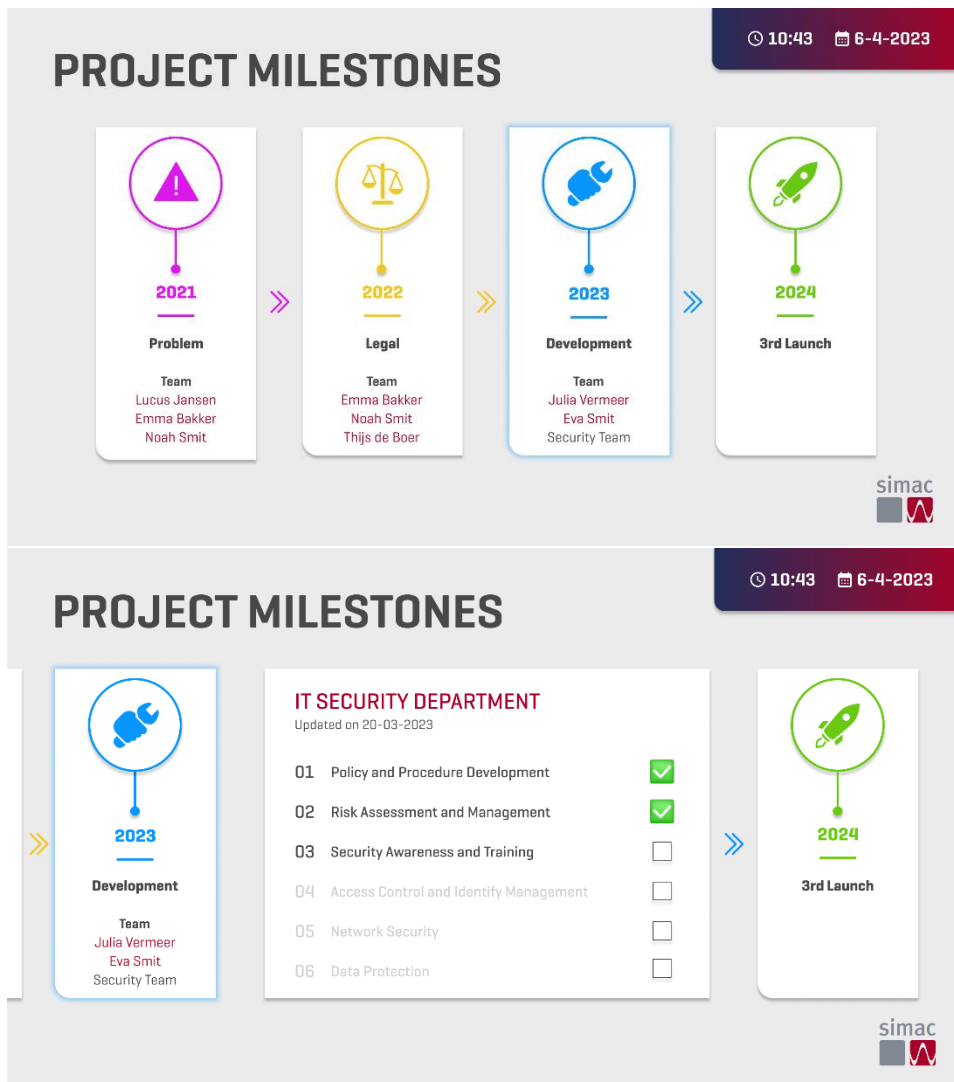 10:43 6-4-2023
PROJECT MILESTONES
2021
Problem
Team
Lucus Jansen
Emma Bakker
Noah Smit
2022
Legal
Team
Emma Bakker
Noah Smit
Thijs de Boer
2023
Development
Team
Julia Vermeer
Eva Smit
Security Team
2024
3rd Launch
simac
10:43 6-4-2023
PROJECT MILESTONES
2023
Development
Team
Julia Vermeer
Eva Smit
Security Team
IT SECURITY DEPARTMENT
Updated on 20-03-2023
01 Policy and Procedure Development
02 Risk Assessment and Management
03 Security Awareness and Training
04 Access Control and Identify Management
05 Network Security
06 Data Protection
2024
3rd Launch
simac